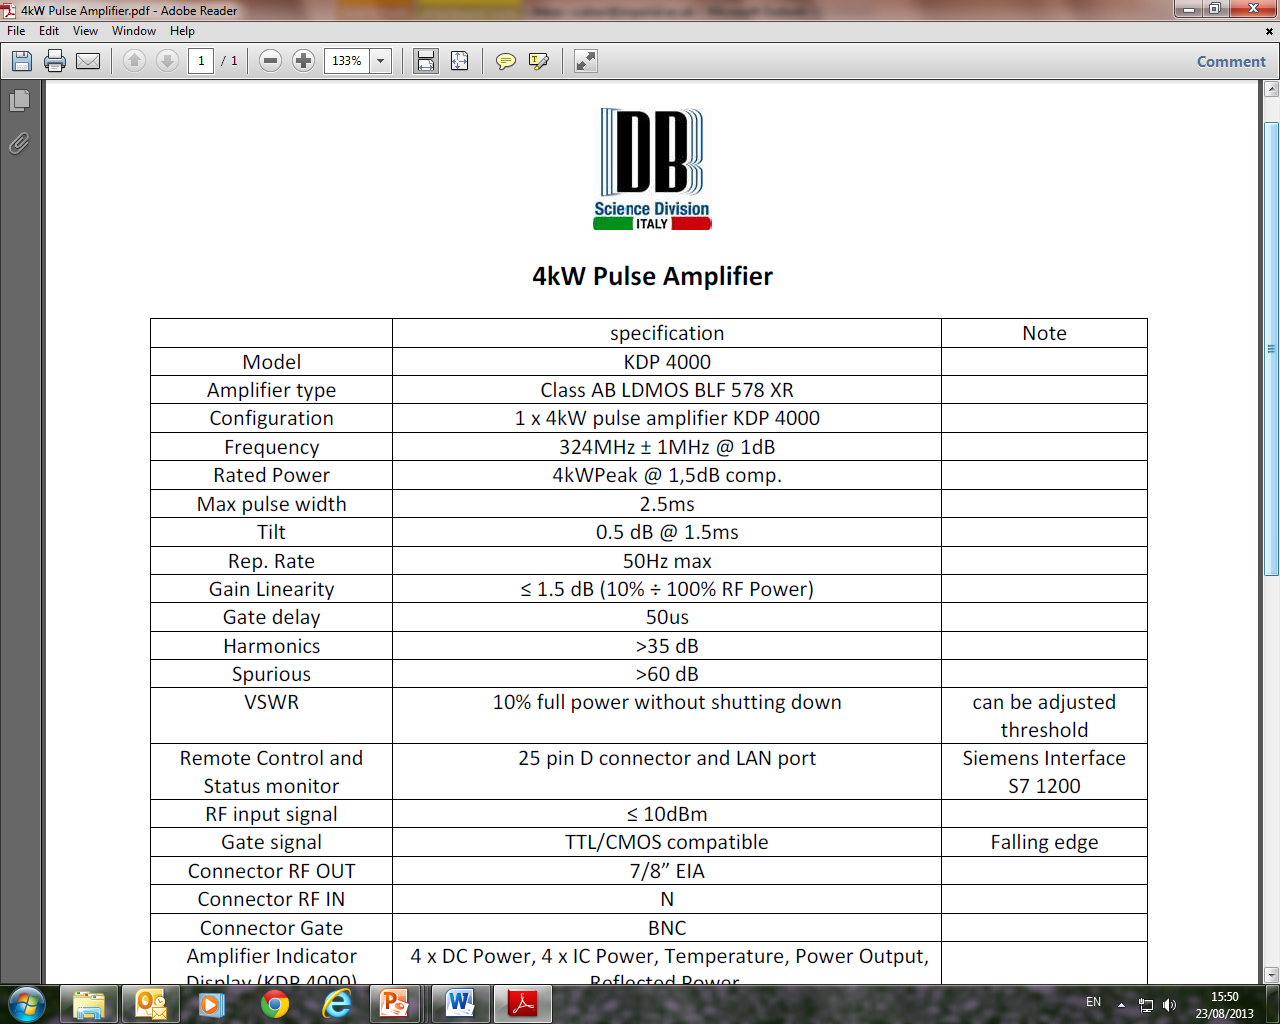 4kW Pulse Amplifier.pdf - Adobe Reader
File Edit View Window Help
1 / 1 133% Comment
DB
Science Division
ITALY
4kW Pulse Amplifier
specification Note
Model KDP 4000
Amplifier type Class AB LDMOS BLF 578 XR
Configuration 1 x 4kW pulse amplifier KDP 4000
Frequency 324MHz ± 1MHz @ 1dB
Rated Power 4kWPeak @ 1,5dB comp.
Max pulse width 2.5ms
Tilt 0.5 dB @ 1.5ms
Rep. Rate 50Hz max
Gain Linearity ≤ 1.5 dB (10% ÷ 100% RF Power)
Gate delay 50us
Harmonics >35 dB
Spurious >60 dB
VSWR 10% full power without shutting down can be adjusted
threshold
Remote Control and 25 pin D connector and LAN port Siemens Interface
Status monitor S7 1200
RF input signal ≤ 10dBm
Gate signal TTL/CMOS compatible Falling edge
Connector RF OUT 7/8” EIA
Connector RF IN N
Connector Gate BNC
Amplifier Indicator 4 x DC Power, 4 x IC Power, Temperature, Power Output,
Display (KDP 4000) Reflected Power
EN 15:50
23/08/2013